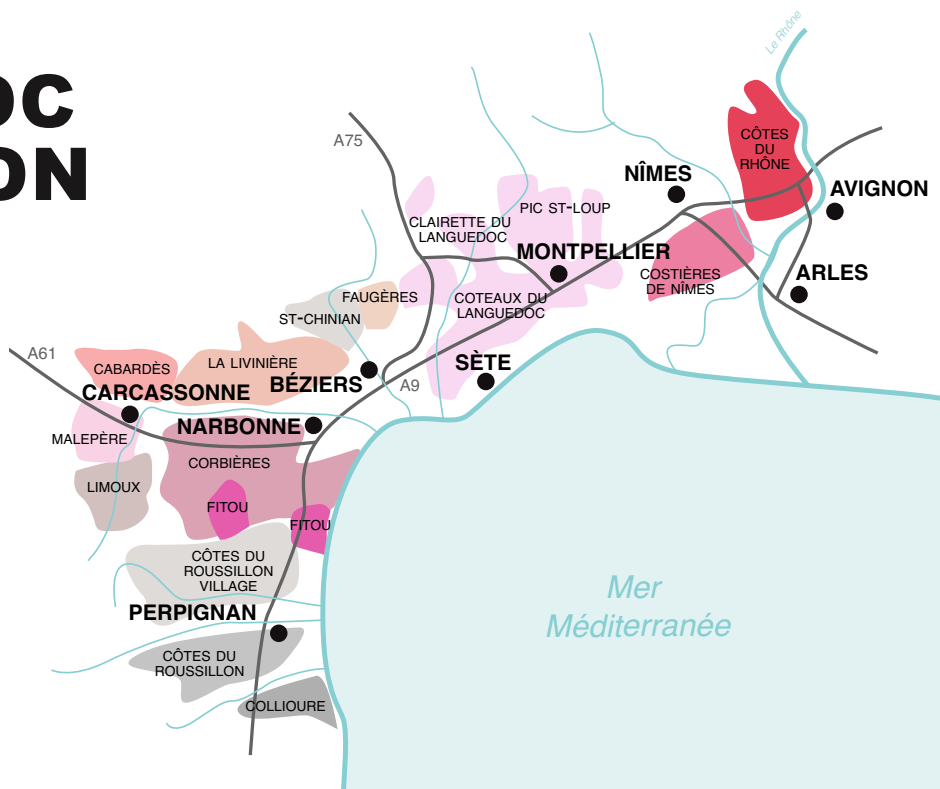 OC
ON
Le Rhône
A75
CÔTES
DU
RHÔNE
NÎMES
AVIGNON
PIC ST-LOUP
CLAIRETTE DU
LANGUEDOC
MONTPELLIER
COSTIÈRES
DE NÎMES
ARLES
FAUGÈRES
COTEAUX DU
LANGUEDOC
ST-CHINIAN
A61
CABARDÈS
LA LIVINIÈRE
SÈTE
BÉZIERS
A9
CARCASSONNE
NARBONNE
MALEPÈRE
CORBIÈRES
LIMOUX
FITOU
FITOU
CÔTES DU
ROUSSILLON
VILLAGE
Mer
Méditerranée
PERPIGNAN
CÔTES DU
ROUSSILLON
COLLIOURE